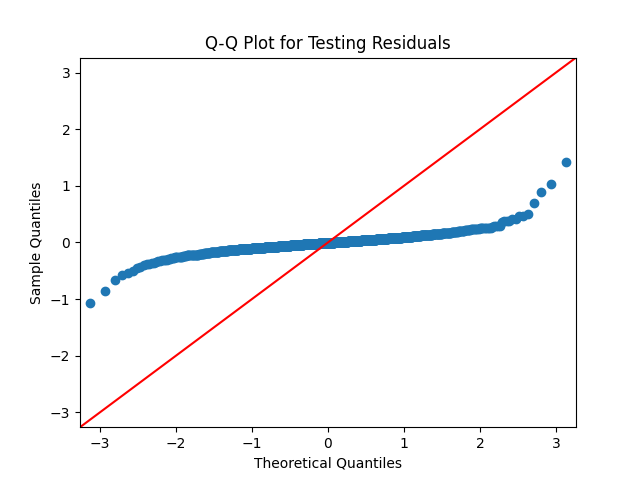 Q-Q Plot for Testing Residuals
3
2
1
0
−1
−2
−3
Sample Quantiles
−3 −2 −1 0 1 2 3
Theoretical Quantiles